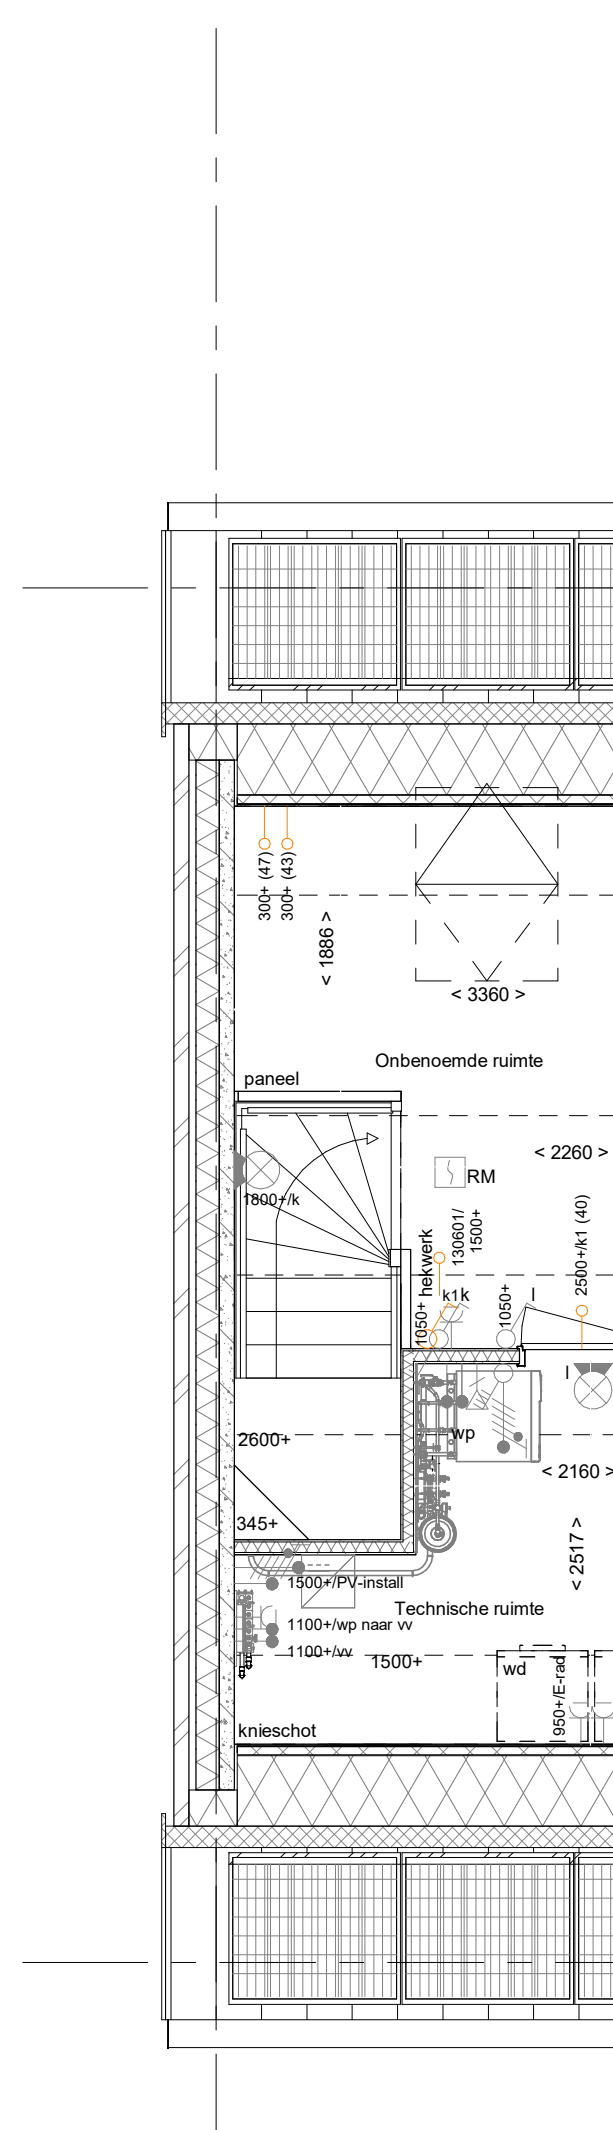 300+ (47)
300+ (43)
< 1886 >
< 3360 >
Onbenoemde ruimte
paneel
< 2260 >
RM
1800+/k
130601/
1500+
hekwerk
2500+/k1 (40)
k1k
l
1050+
1050+
l
wp
2600+
< 2160 >
345+
< 2517 >
1500+/PV-install
Technische ruimte
1100+/wp naar vv
1100+/vv
1500+
wd
950+/E-rad
knieschot